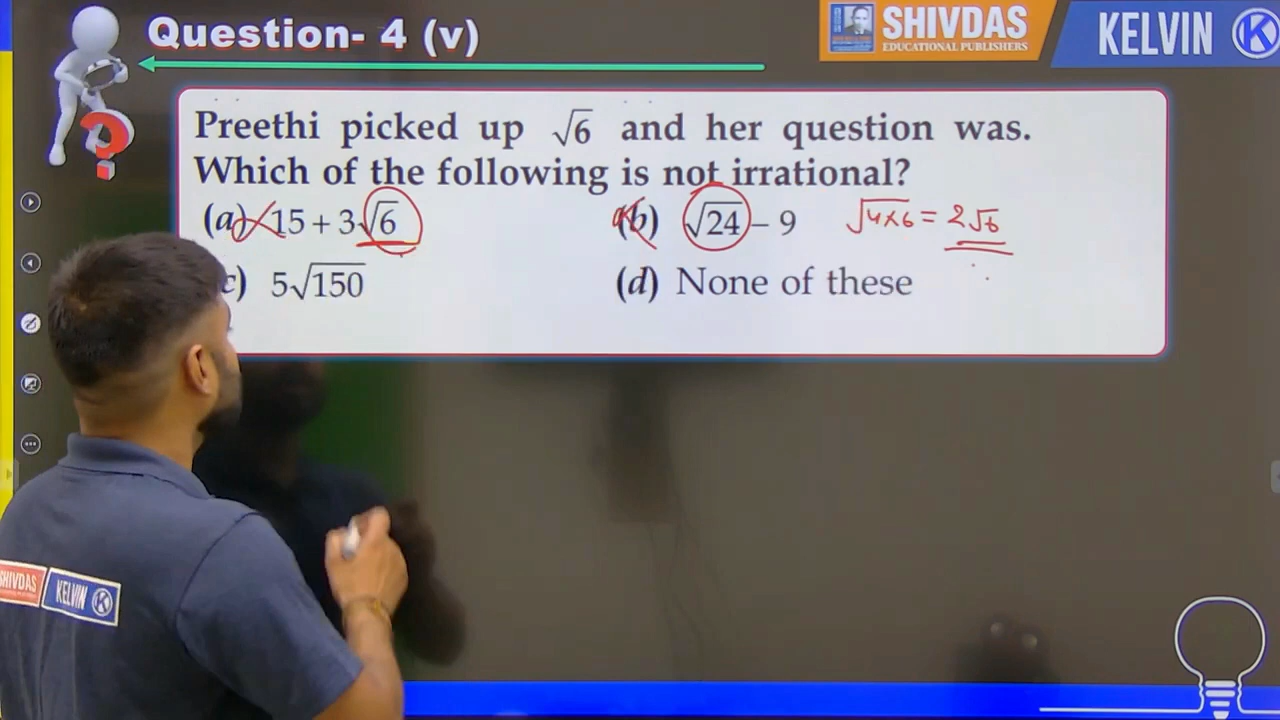 Question- 4 (v)
SHIVDAS
EDUCATIONAL PUBLISHERS
KELVIN K
Preethi picked up √6 and her question was.
Which of the following is not irrational?
(a) 15 + 3√6
(b) √24 – 9 √4×6 = 2√6
c) 5√150
(d) None of these
SHIVDAS KELVIN K